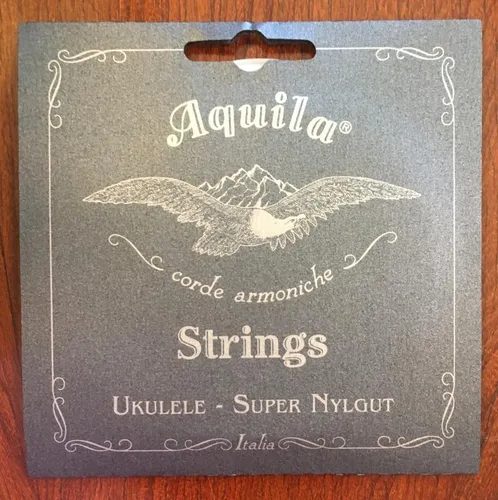 Aquila®
corde armoniche
Strings
UKULELE - SUPER NYLGUT
Italia